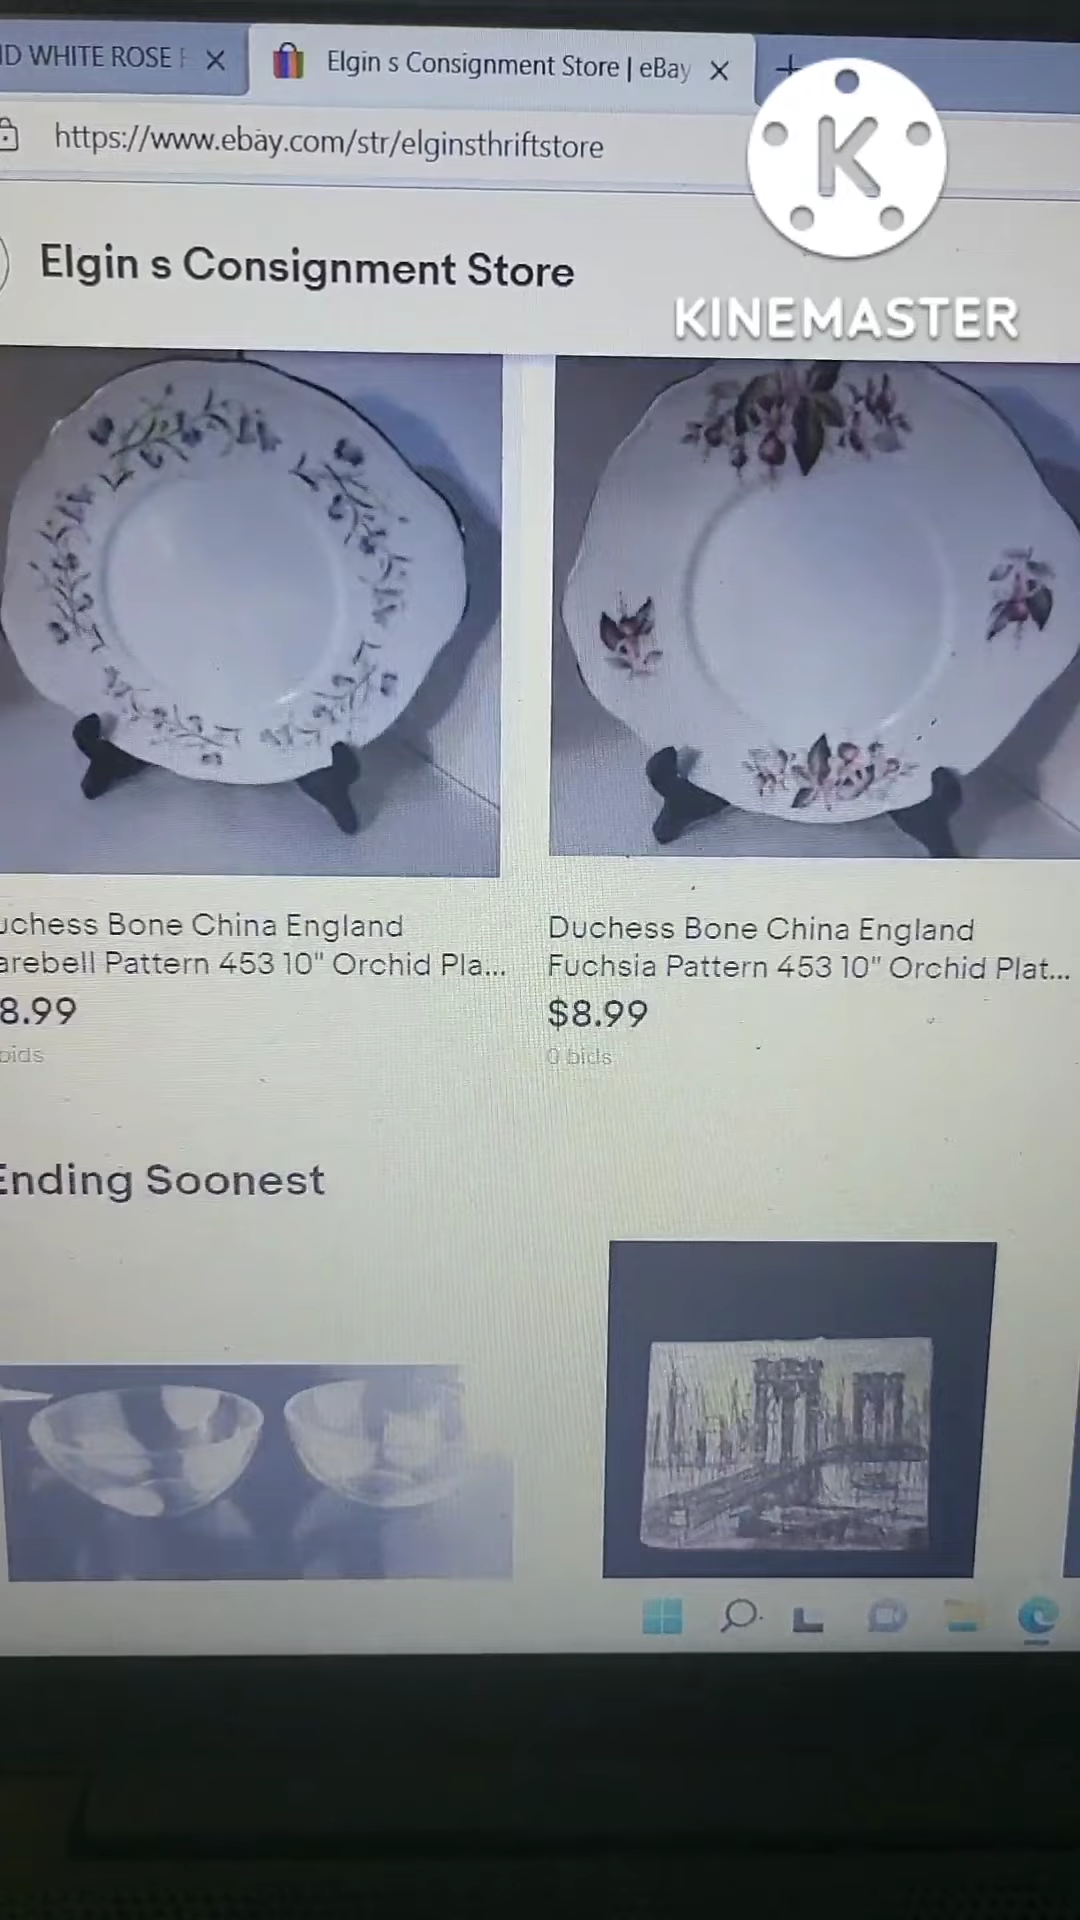 ID WHITE ROSE
Elgin s Consignment Store | eBay
https://www.ebay.com/str/elginsthriftstore
K
KINEMASTER
Elgin s Consignment Store
uchess Bone China England
arebell Pattern 453 10" Orchid Pla...
8.99
bids
Duchess Bone China England
Fuchsia Pattern 453 10" Orchid Plat...
$8.99
0 bids
Ending Soonest